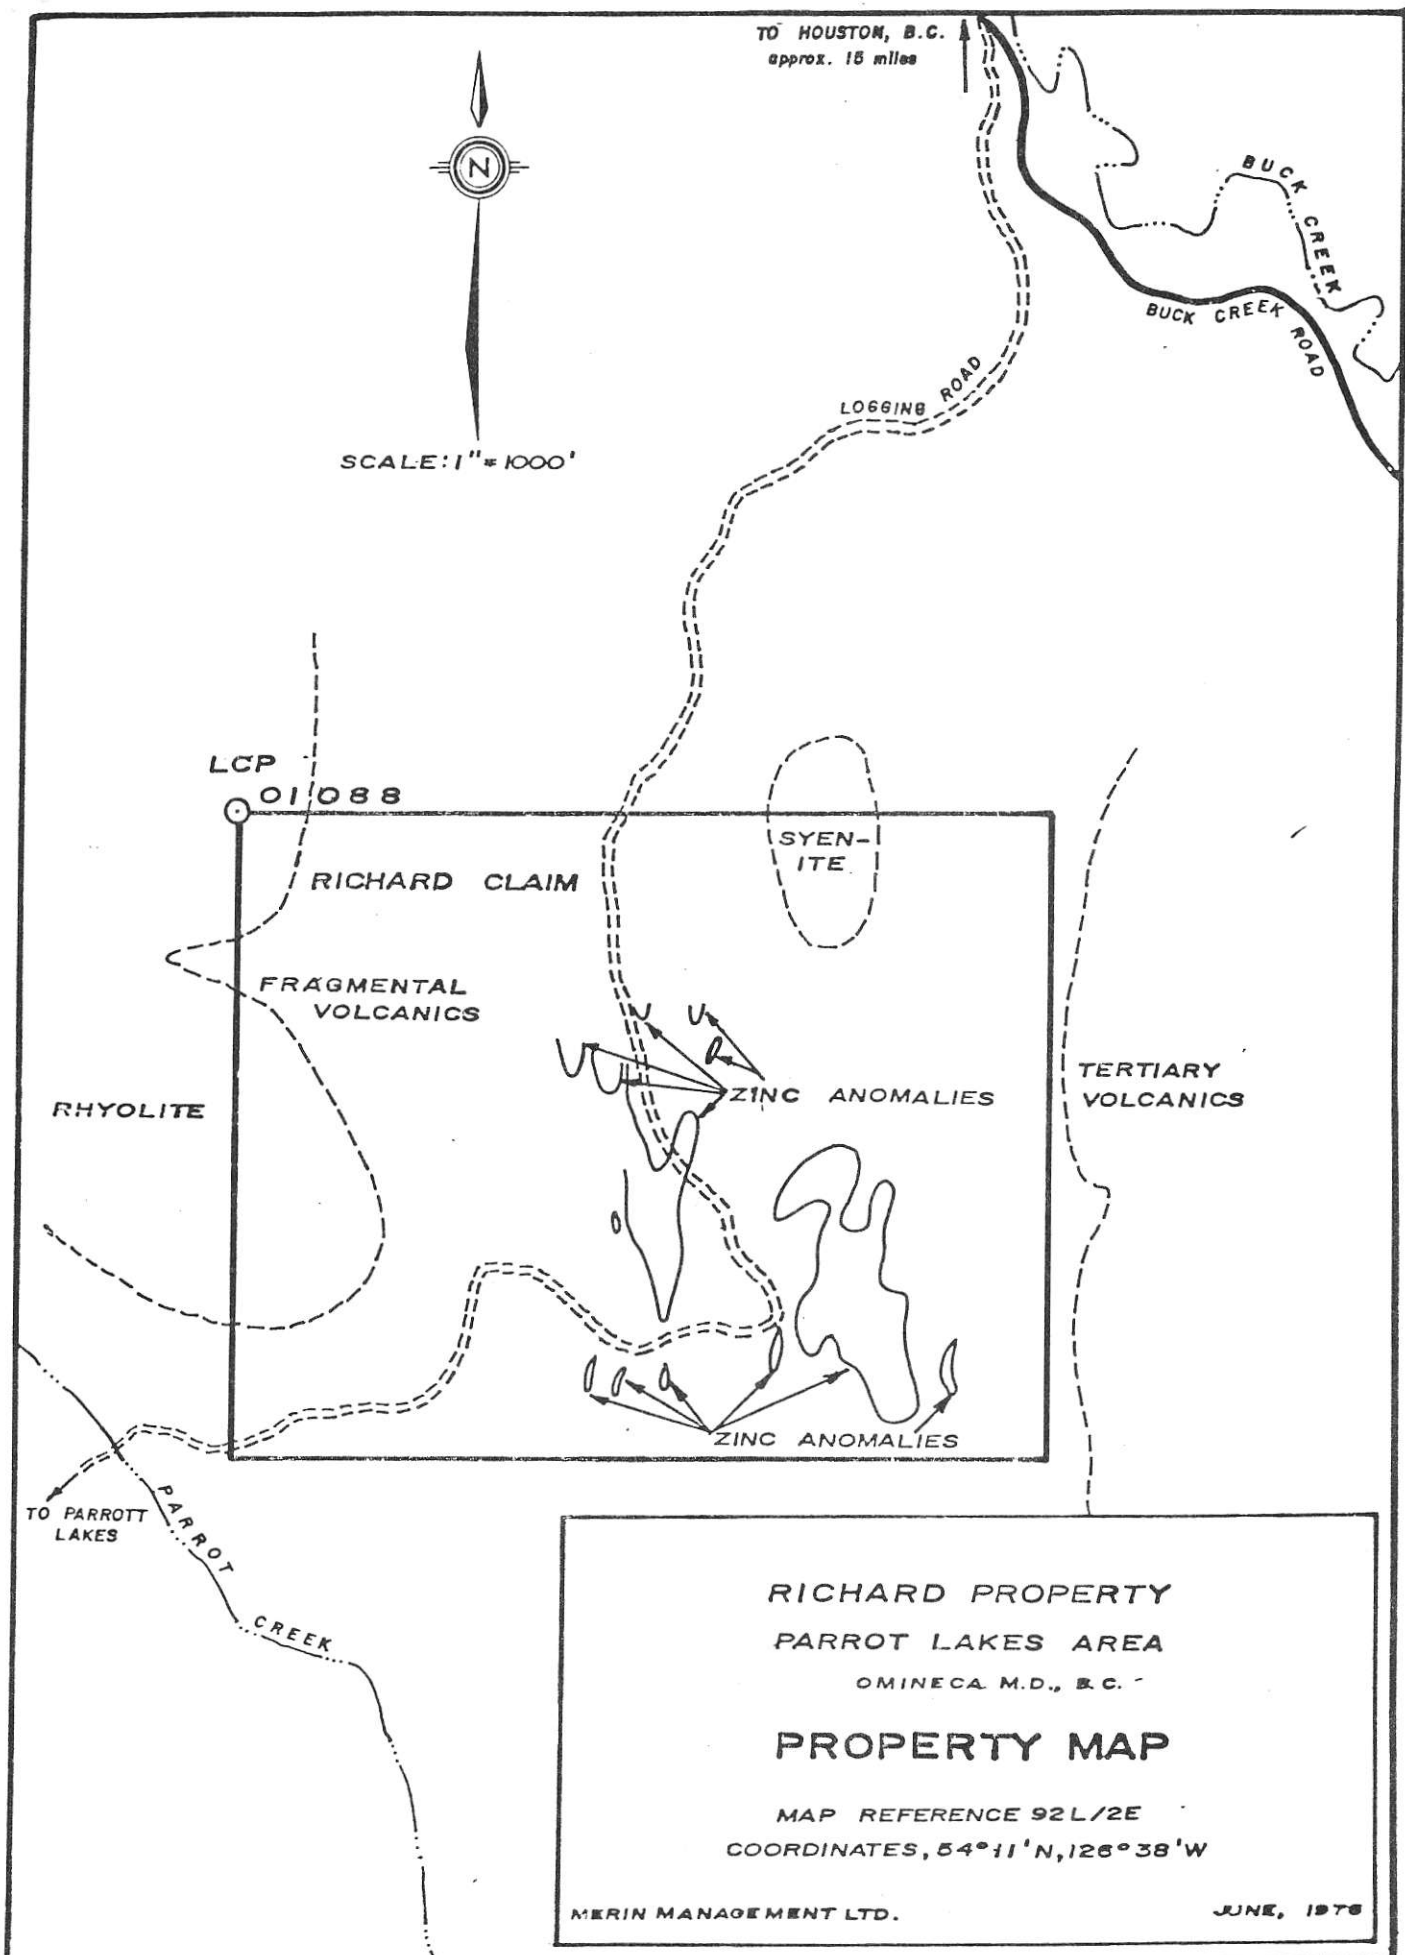 TO HOUSTON, B.C.
approx. 15 miles
N
BUCK CREEK
BUCK CREEK ROAD
LOGGING ROAD
SCALE: 1" = 1000'
LCP
01088
SYEN-
ITE
RICHARD CLAIM
FRAGMENTAL
VOLCANICS
ZINC ANOMALIES
TERTIARY
VOLCANICS
RHYOLITE
ZINC ANOMALIES
TO PARROTT
LAKES
PARROT CREEK
RICHARD PROPERTY
PARROT LAKES AREA
OMINECA M.D., B.C.
PROPERTY MAP
MAP REFERENCE 92L/2E
COORDINATES, 54°11'N, 126°38'W
MERIN MANAGEMENT LTD.
JUNE, 1976